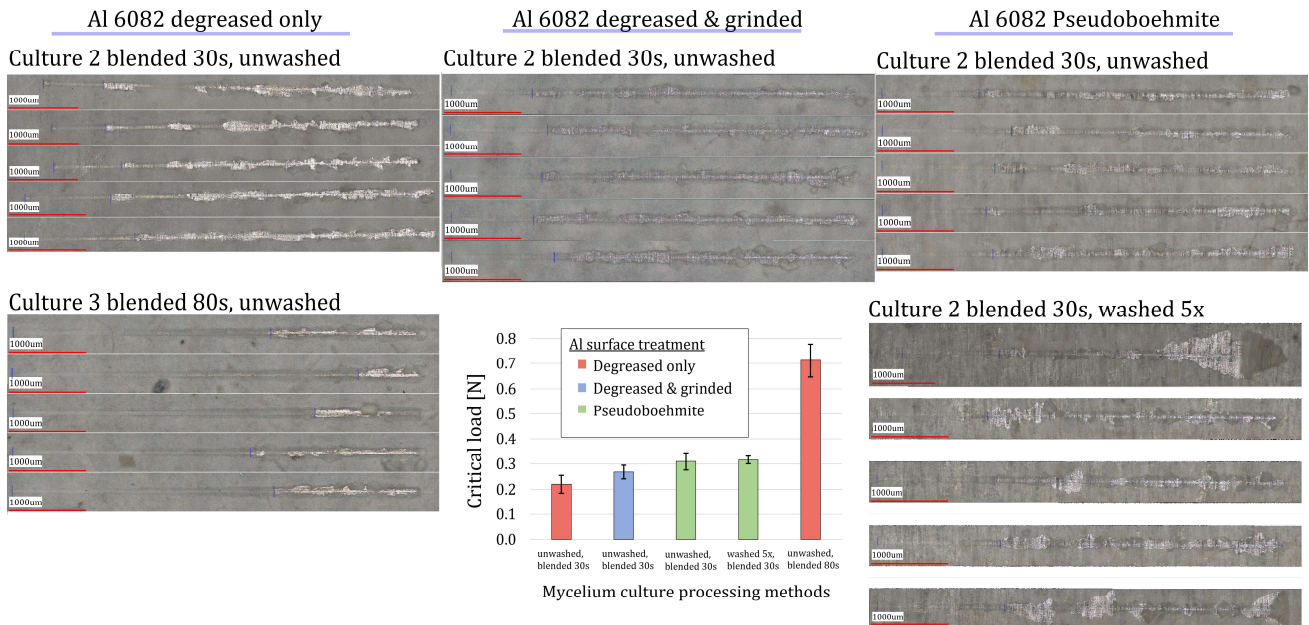 Al 6082 degreased only
Culture 2 blended 30s, unwashed
1000um
1000um
1000um
1000um
1000um
Culture 3 blended 80s, unwashed
1000um
1000um
1000um
1000um
1000um
Al 6082 degreased & grinded
Culture 2 blended 30s, unwashed
1000um
1000um
1000um
1000um
1000um
Critical load [N]
0.8
0.7
0.6
0.5
0.4
0.3
0.2
0.1
0.0
Al surface treatment
Degreased only
Degreased & grinded
Pseudoboehmite
unwashed,
blended 30s
unwashed,
blended 30s
unwashed,
blended 30s
washed 5x,
blended 30s
unwashed,
blended 80s
Mycelium culture processing methods
Al 6082 Pseudoboehmite
Culture 2 blended 30s, unwashed
1000um
1000um
1000um
1000um
1000um
Culture 2 blended 30s, washed 5x
1000um
1000um
1000um
1000um
1000um